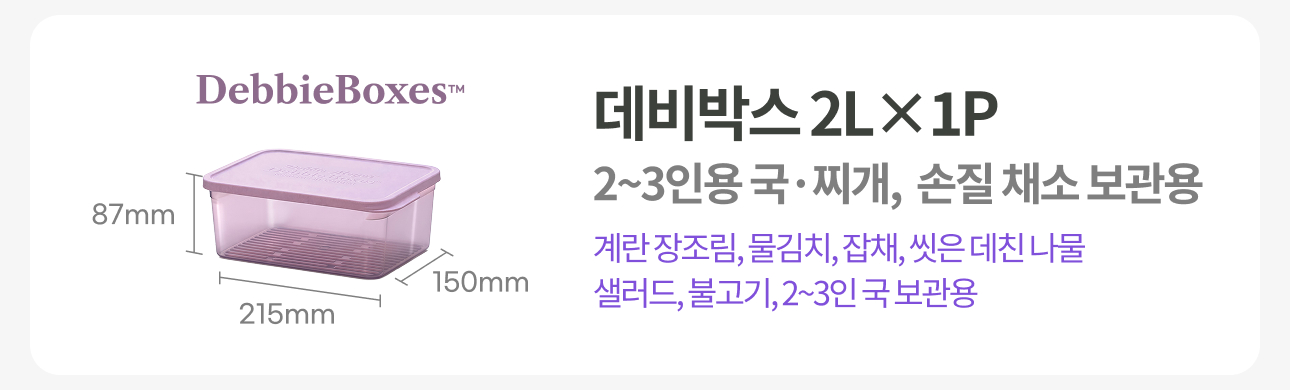 DebbieBoxes™
87mm
215mm
150mm
데비박스 2L×1P
2~3인용 국·찌개, 손질 채소 보관용
계란 장조림, 물김치, 잡채, 씻은 데친 나물
샐러드, 불고기, 2~3인 국 보관용